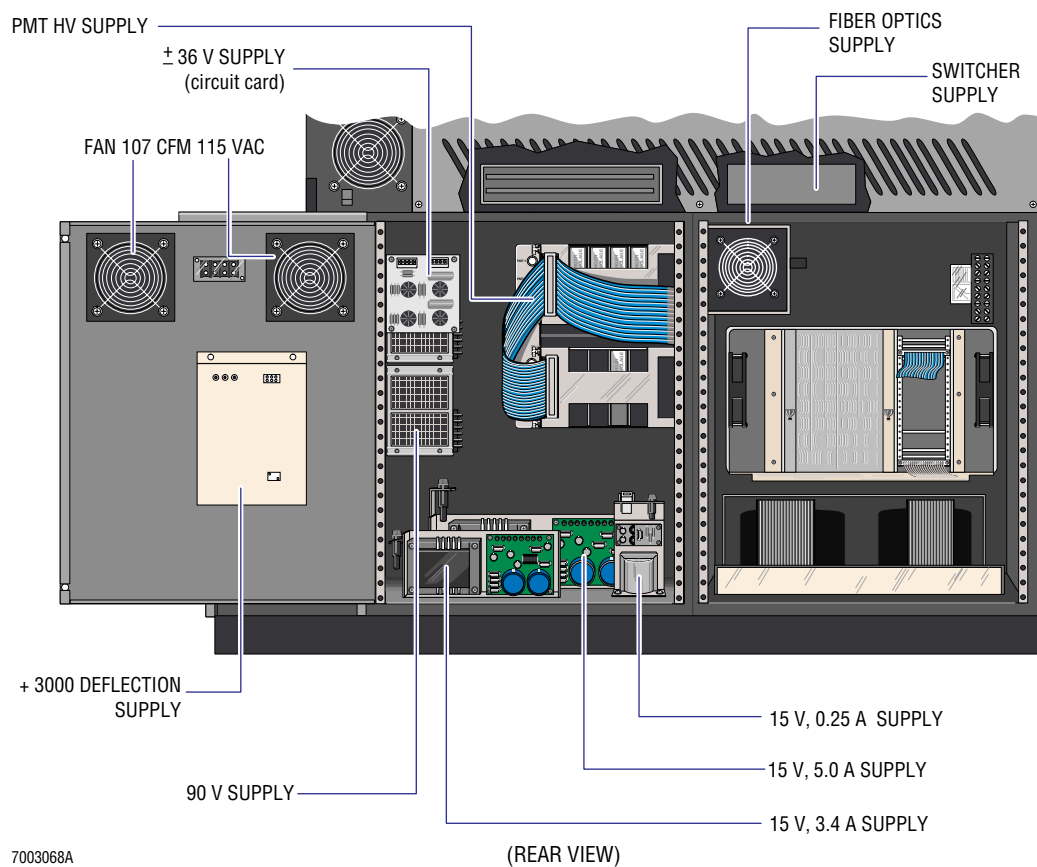 PMT HV SUPPLY
± 36 V SUPPLY
(circuit card)
FAN 107 CFM 115 VAC
FIBER OPTICS
SUPPLY
SWITCHER
SUPPLY
+ 3000 DEFLECTION
SUPPLY
90 V SUPPLY
15 V, 0.25 A SUPPLY
15 V, 5.0 A SUPPLY
15 V, 3.4 A SUPPLY
7003068A
(REAR VIEW)